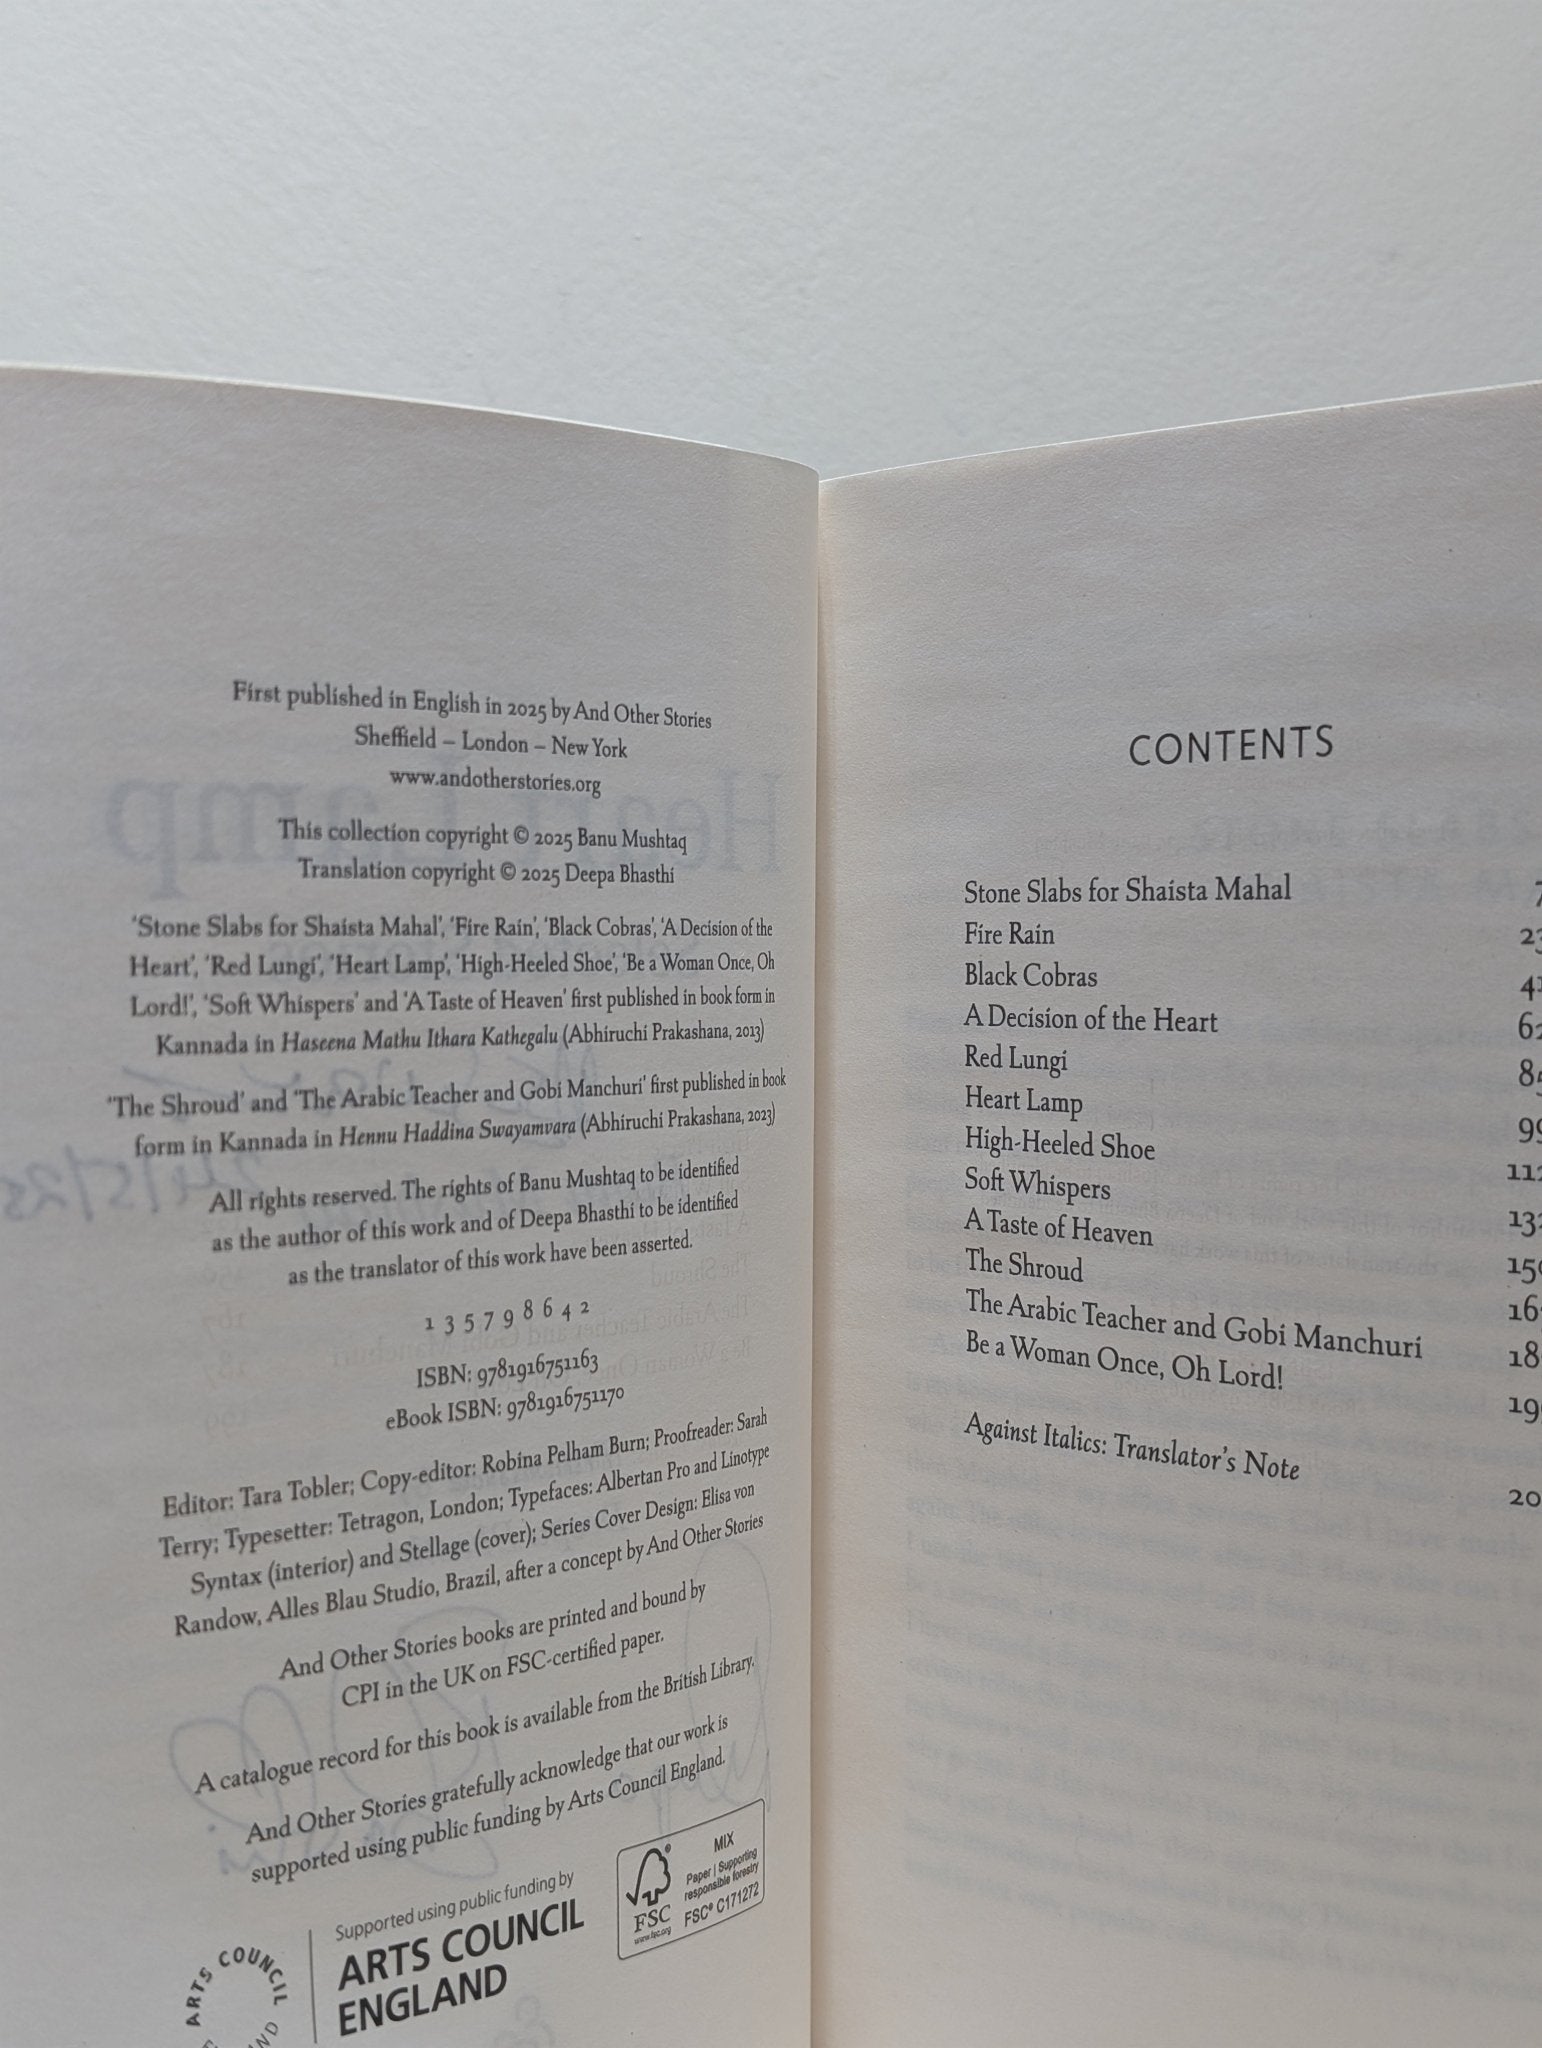 First published in English in 2025 by And Other Stories
Sheffield – London – New York
www.andotherstories.org
This collection copyright © 2025 Banu Mushtaq
Translation copyright © 2025 Deepa Bhasthi
'Stone Slabs for Shaista Mahal', 'Fire Rain', 'Black Cobras', 'A Decision of the
Heart', 'Red Lungi', 'Heart Lamp', 'High-Heeled Shoe', 'Be a Woman Once, Oh
Lord!', 'Soft Whispers' and 'A Taste of Heaven' first published in book form in
Kannada in Haseena Mathu Ithara Kathegalu (Abhiruchi Prakashana, 2013)
'The Shroud' and 'The Arabic Teacher and Gobi Manchuri' first published in book
form in Kannada in Hennu Haddina Swayamvara (Abhiruchi Prakashana, 2023)
All rights reserved. The rights of Banu Mushtaq to be identified
as the author of this work and of Deepa Bhasthi to be identified
as the translator of this work have been asserted.
1 3 5 7 9 8 6 4 2
ISBN: 9781916751163
eBook ISBN: 9781916751170
Editor: Tara Tobler; Copy-editor: Robina Pelham Burn; Proofreader: Sarah
Terry; Typesetter: Tetragon, London; Typefaces: Albertan Pro and Linotype
Syntax (interior) and Stellage (cover); Series Cover Design: Elisa von
Randow, Alles Blau Studio, Brazil, after a concept by And Other Stories
And Other Stories books are printed and bound by
CPI in the UK on FSC-certified paper.
A catalogue record for this book is available from the British Library.
And Other Stories gratefully acknowledge that our work is
supported using public funding by Arts Council England.
ARTS COUNCIL
Supported using public funding by
ARTS COUNCIL
ENGLAND
FSC
www.fsc.org
MIX
Paper | Supporting
responsible forestry
FSC® C171272
CONTENTS
Stone Slabs for Shaista Mahal 7
Fire Rain 23
Black Cobras 41
A Decision of the Heart 62
Red Lungi 85
Heart Lamp 99
High-Heeled Shoe 112
Soft Whispers
A Taste of Heaven
The Shroud
The Arabic Teacher and Gobi Manchuri
Be a Woman Once, Oh Lord!
Against Italics: Translator's Note